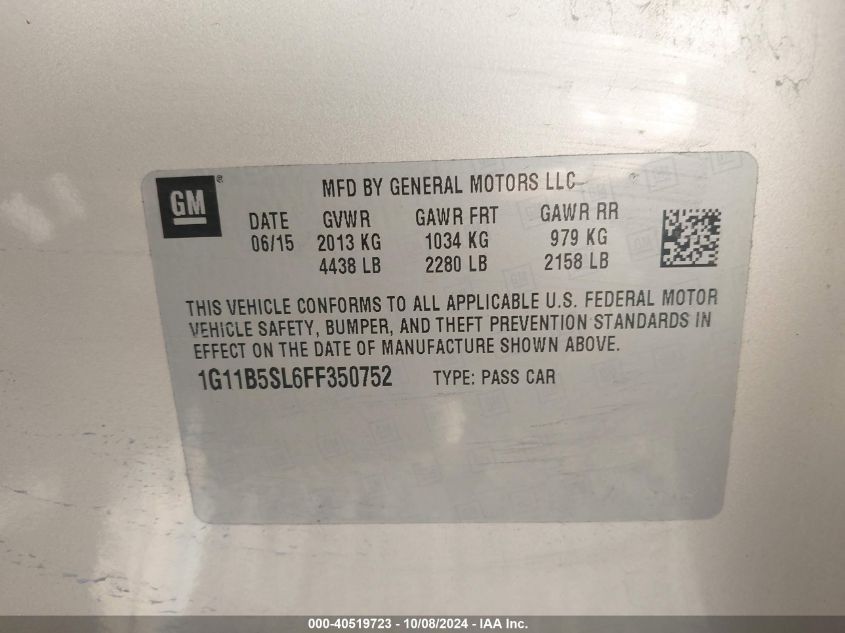 GM®
MFD BY GENERAL MOTORS LLC
DATE GVWR GAWR FRT GAWR RR
06/15 2013 KG 1034 KG 979 KG
4438 LB 2280 LB 2158 LB
THIS VEHICLE CONFORMS TO ALL APPLICABLE U.S. FEDERAL MOTOR
VEHICLE SAFETY, BUMPER, AND THEFT PREVENTION STANDARDS IN
EFFECT ON THE DATE OF MANUFACTURE SHOWN ABOVE.
1G11B5SL6FF350752 TYPE: PASS CAR
000-40519723 - 10/08/2024 - IAA Inc.